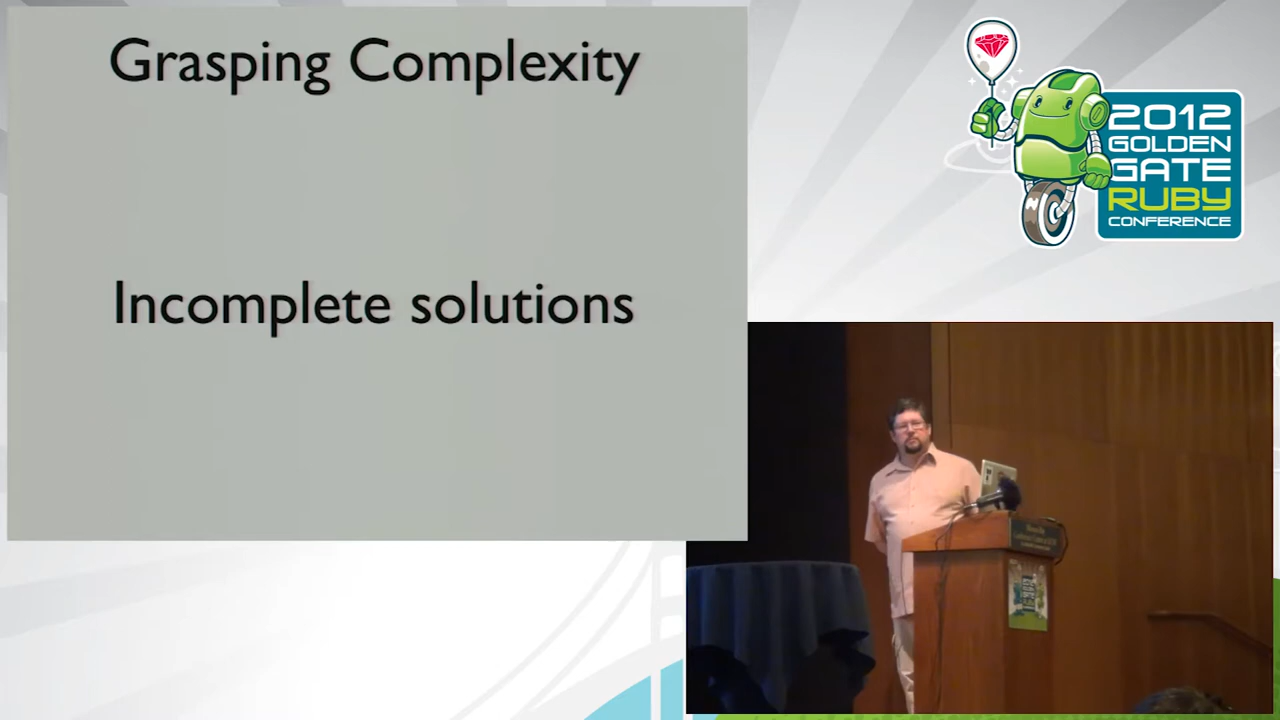 Grasping Complexity
Incomplete solutions
2012
GOLDEN
GATE
RUBY
CONFERENCE